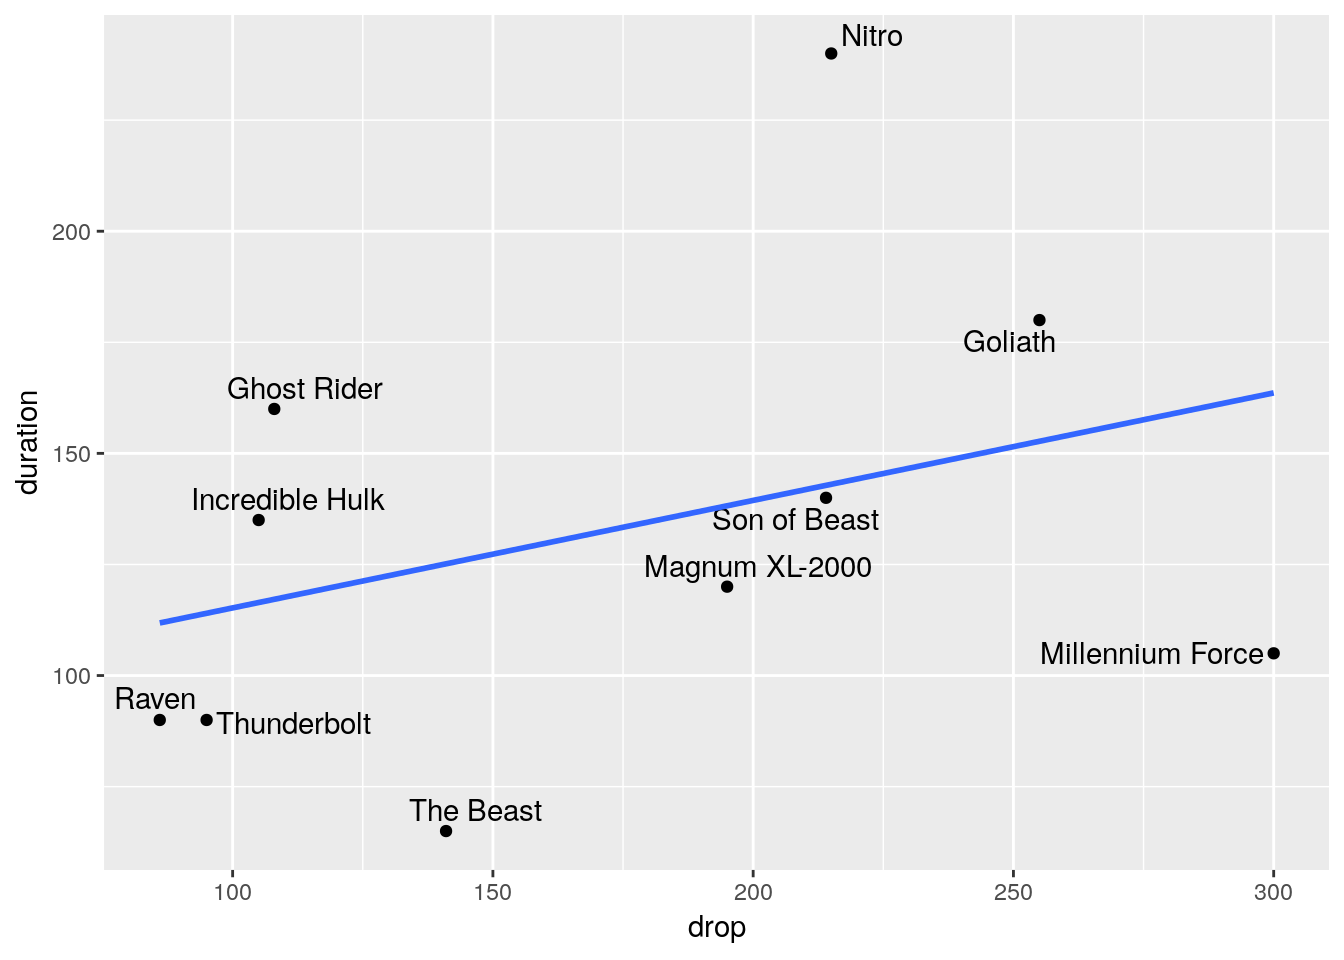 Nitro
200
Goliath
Ghost Rider
duration
150
Incredible Hulk
Son of Beast
Magnum XL-2000
Millennium Force
100
Raven
Thunderbolt
The Beast
100
150
200
250
300
drop